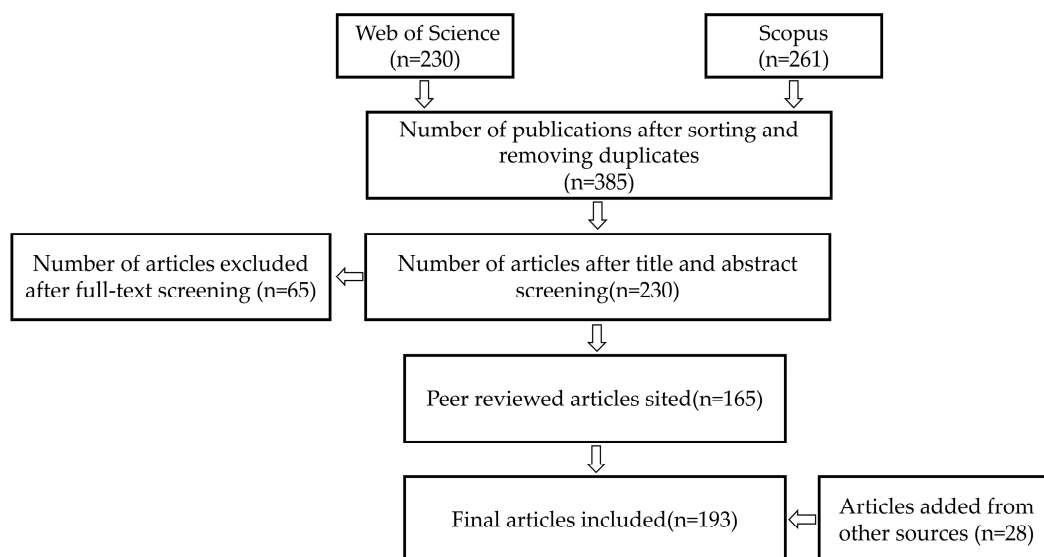 Web of Science
(n=230)
Scopus
(n=261)
Number of publications after sorting and
removing duplicates
(n=385)
Number of articles excluded
after full-text screening (n=65)
Number of articles after title and abstract
screening(n=230)
Peer reviewed articles sited(n=165)
Final articles included(n=193)
Articles added from
other sources (n=28)